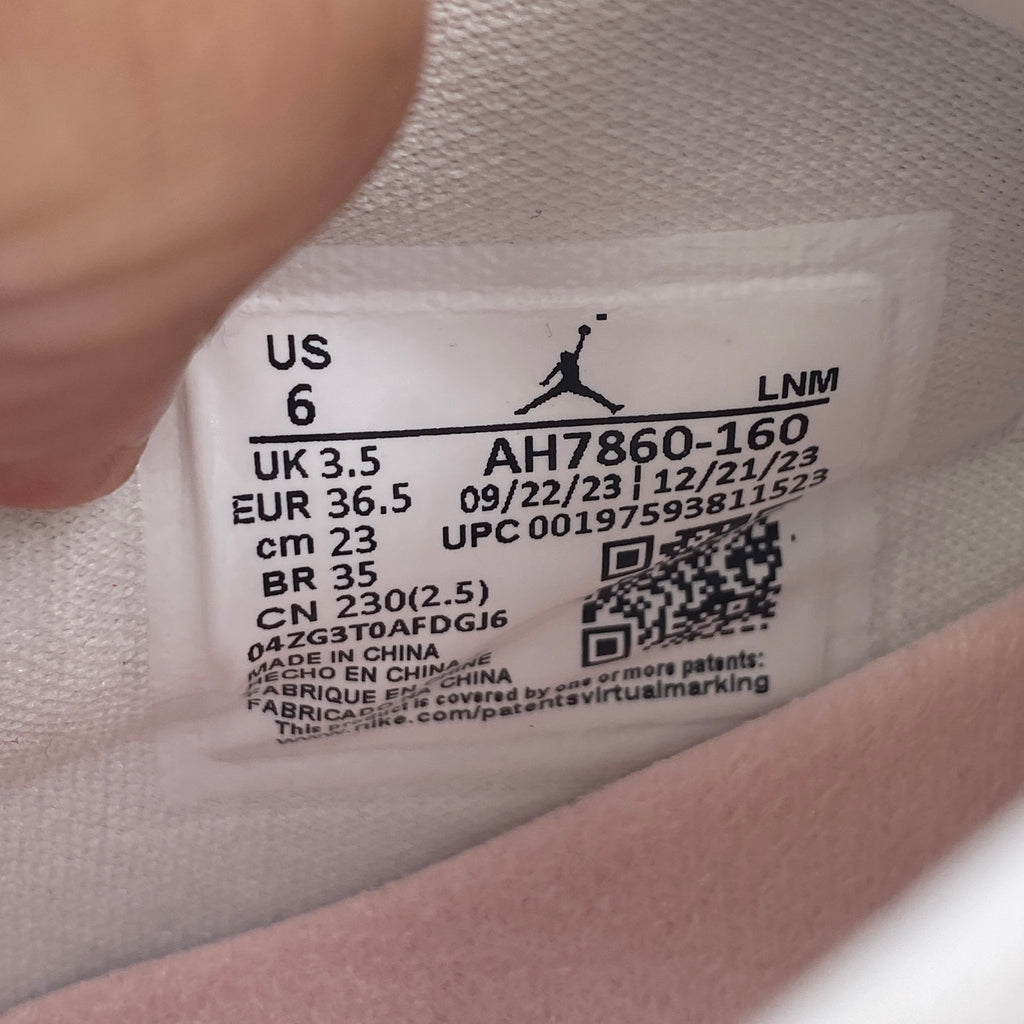 US
6
LNM
UK 3.5
EUR 36.5
cm 23
BR 35
CN 230(2.5)
AH7860-160
09/22/23 | 12/21/23
UPC 00197593811523
04ZG3T0AFDGJ6
MADE IN CHINA
HECHO EN CHINA
FABRIQUE EN CHINE
FABRICADO
This product is covered by one or more patents:
www.nike.com/patentsvirtualmarking